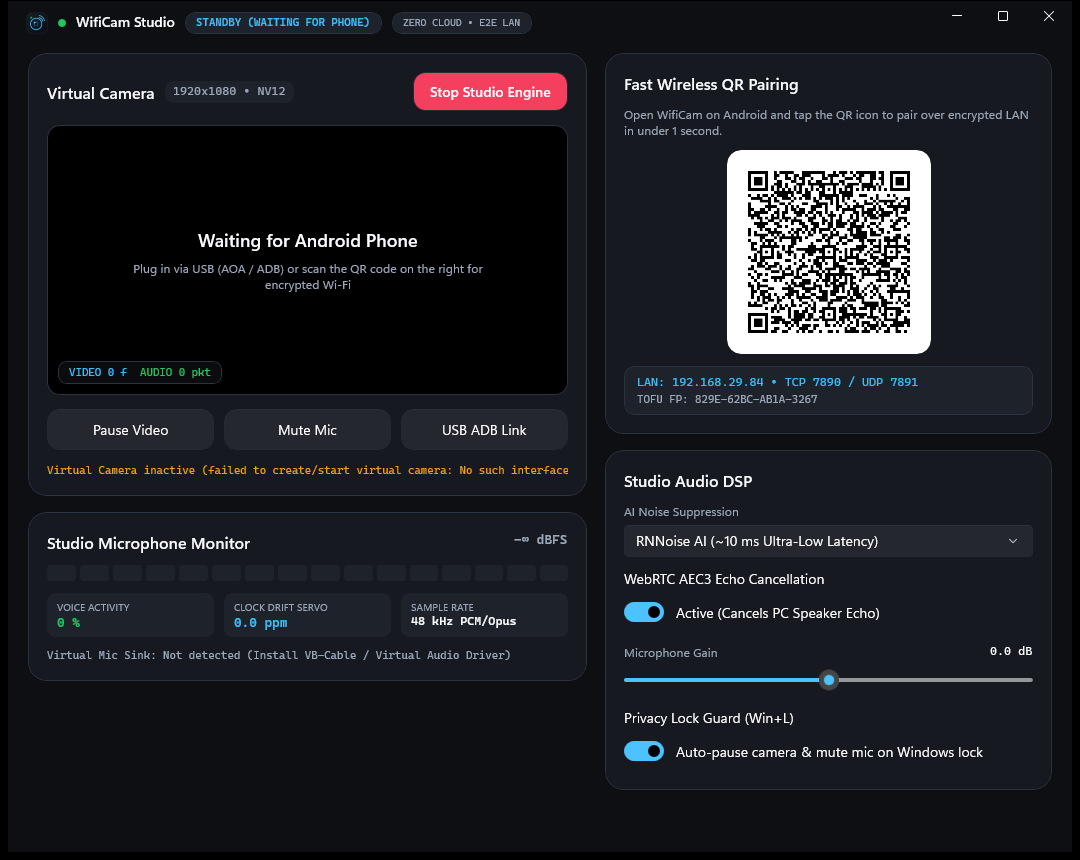 WifiCam Studio
STANDBY (WAITING FOR PHONE)
ZERO CLOUD • E2E LAN
Virtual Camera
1920x1080 • NV12
Stop Studio Engine
Waiting for Android Phone
Plug in via USB (AOA / ADB) or scan the QR code on the right for
encrypted Wi-Fi
VIDEO 0 f AUDIO 0 pkt
Pause Video
Mute Mic
USB ADB Link
Virtual Camera inactive (failed to create/start virtual camera: No such interface
Studio Microphone Monitor
−∞ dBFS
VOICE ACTIVITY
0 %
CLOCK DRIFT SERVO
0.0 ppm
SAMPLE RATE
48 kHz PCM/Opus
Virtual Mic Sink: Not detected (Install VB-Cable / Virtual Audio Driver)
Fast Wireless QR Pairing
Open WifiCam on Android and tap the QR icon to pair over encrypted LAN
in under 1 second.
LAN: 192.168.29.84 • TCP 7890 / UDP 7891
TOFU FP: 829E-62BC-AB1A-3267
Studio Audio DSP
AI Noise Suppression
RNNoise AI (~10 ms Ultra-Low Latency)
WebRTC AEC3 Echo Cancellation
Active (Cancels PC Speaker Echo)
Microphone Gain
0.0 dB
Privacy Lock Guard (Win+L)
Auto-pause camera & mute mic on Windows lock